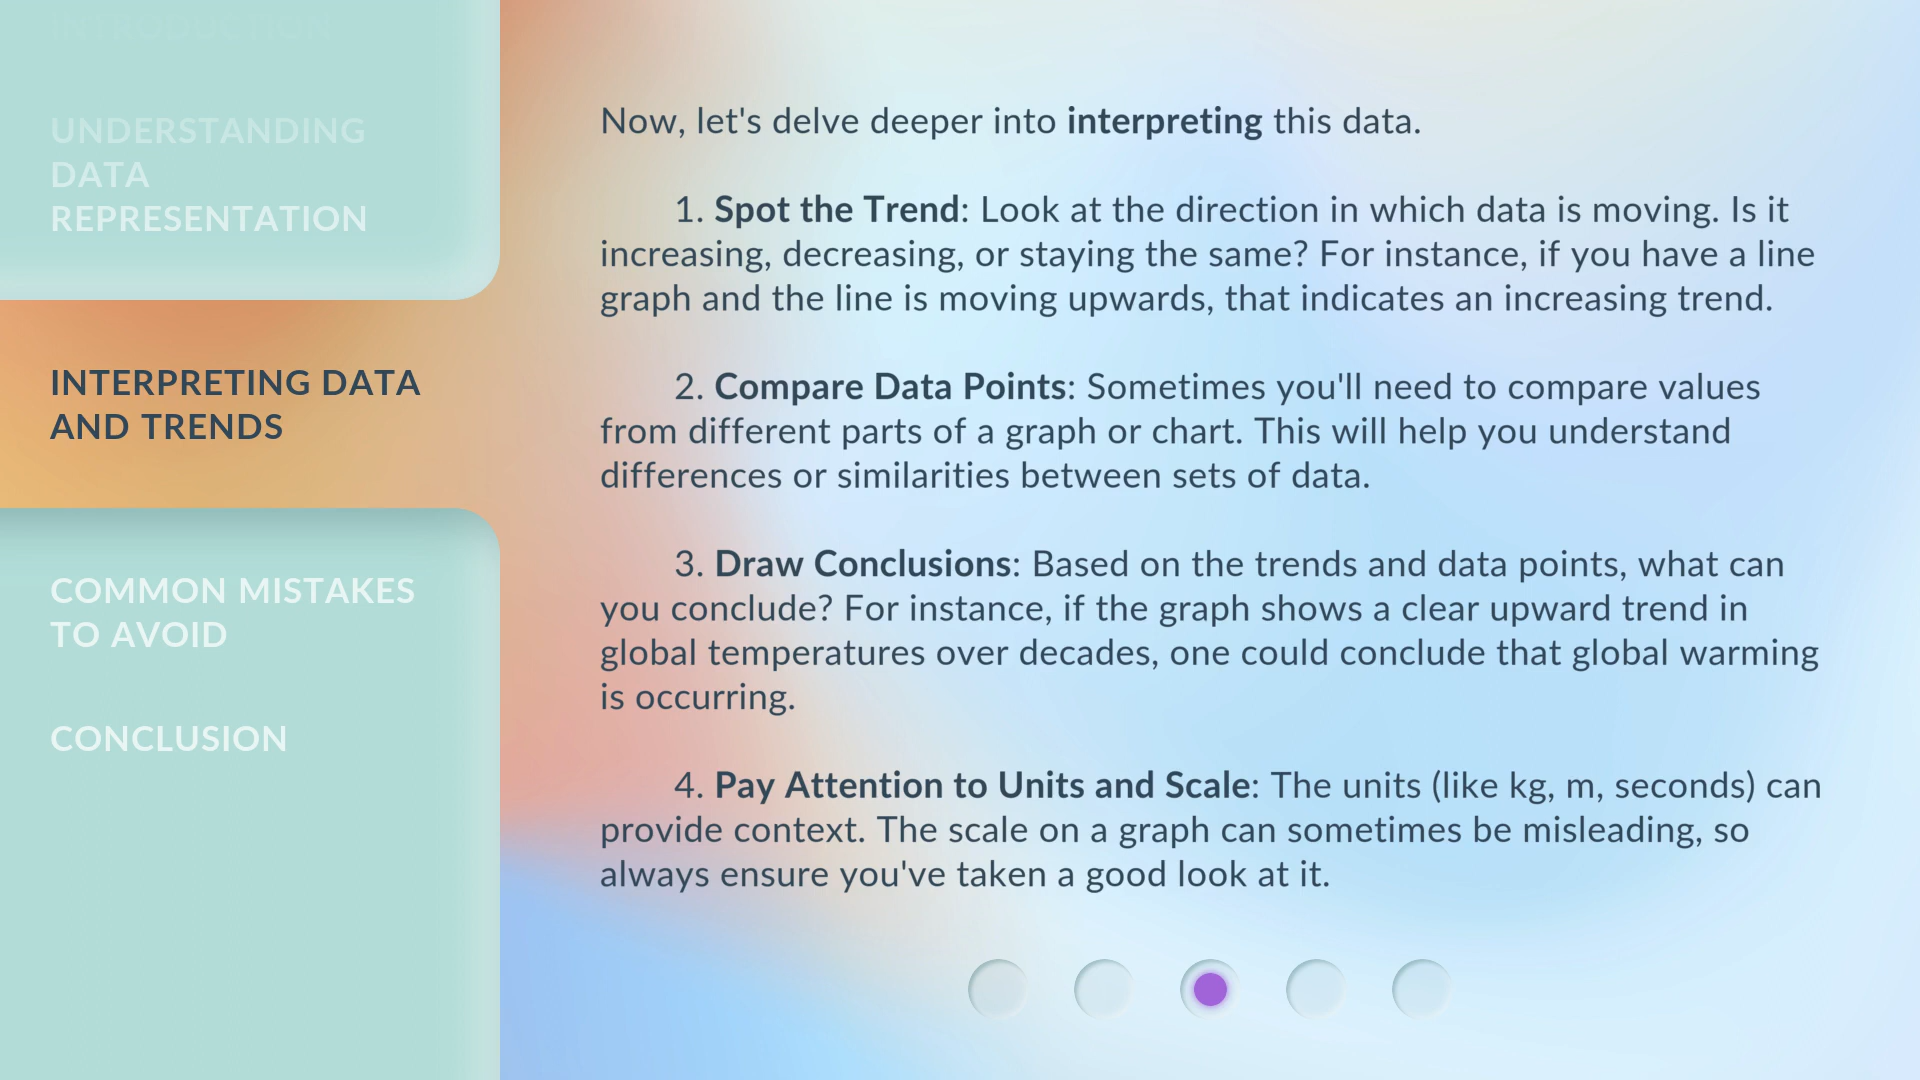 INTRODUCTION
UNDERSTANDING
DATA
REPRESENTATION
INTERPRETING DATA
AND TRENDS
COMMON MISTAKES
TO AVOID
CONCLUSION
Now, let's delve deeper into interpreting this data.
1. Spot the Trend: Look at the direction in which data is moving. Is it
increasing, decreasing, or staying the same? For instance, if you have a line
graph and the line is moving upwards, that indicates an increasing trend.
2. Compare Data Points: Sometimes you'll need to compare values
from different parts of a graph or chart. This will help you understand
differences or similarities between sets of data.
3. Draw Conclusions: Based on the trends and data points, what can
you conclude? For instance, if the graph shows a clear upward trend in
global temperatures over decades, one could conclude that global warming
is occurring.
4. Pay Attention to Units and Scale: The units (like kg, m, seconds) can
provide context. The scale on a graph can sometimes be misleading, so
always ensure you've taken a good look at it.